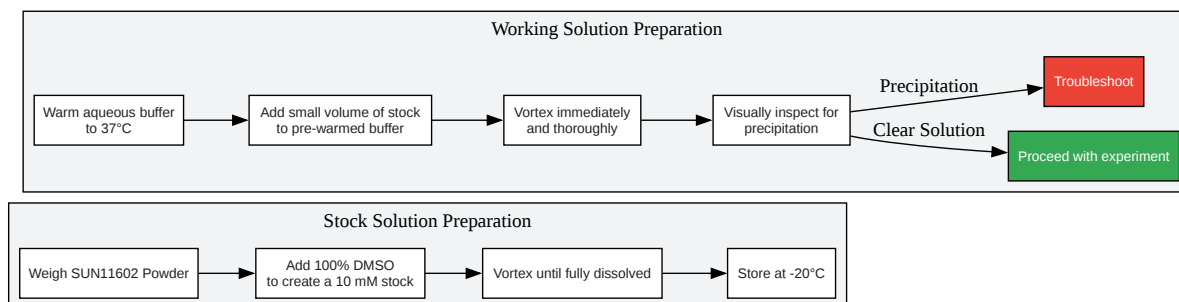 Working Solution Preparation
Warm aqueous buffer
to 37°C
Add small volume of stock
to pre-warmed buffer
Vortex immediately
and thoroughly
Visually inspect for
precipitation
Precipitation
Troubleshoot
Clear Solution
Proceed with experiment
Stock Solution Preparation
Weigh SUN11602 Powder
Add 100% DMSO
to create a 10 mM stock
Vortex until fully dissolved
Store at -20°C